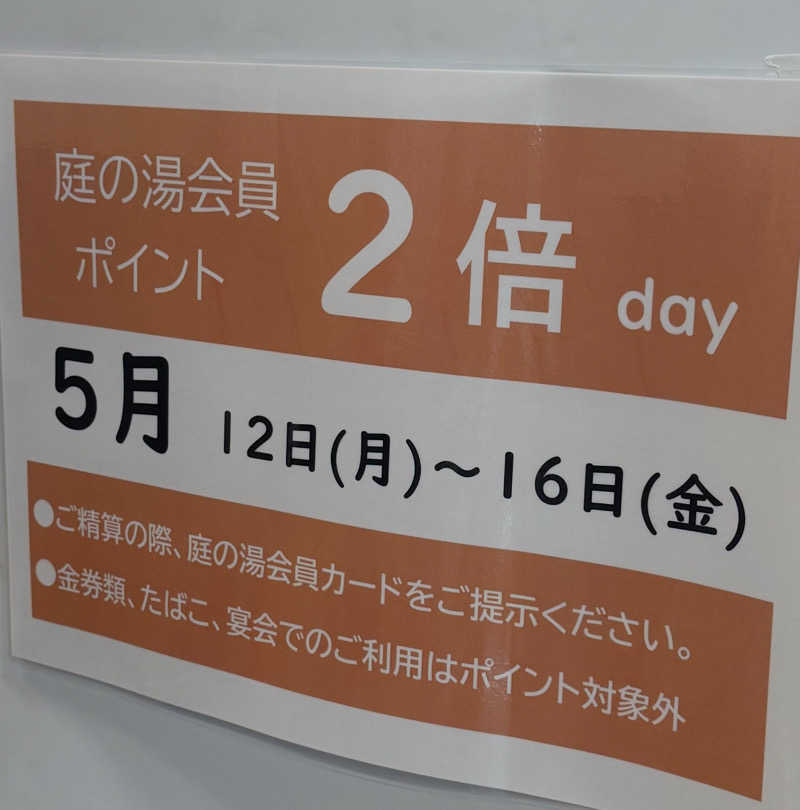 庭の湯会員
ポイント
2倍 day
5月 12日(月)～16日(金)
●ご精算の際、庭の湯会員カードをご提示ください。
●金券類、たばこ、宴会でのご利用はポイント対象外